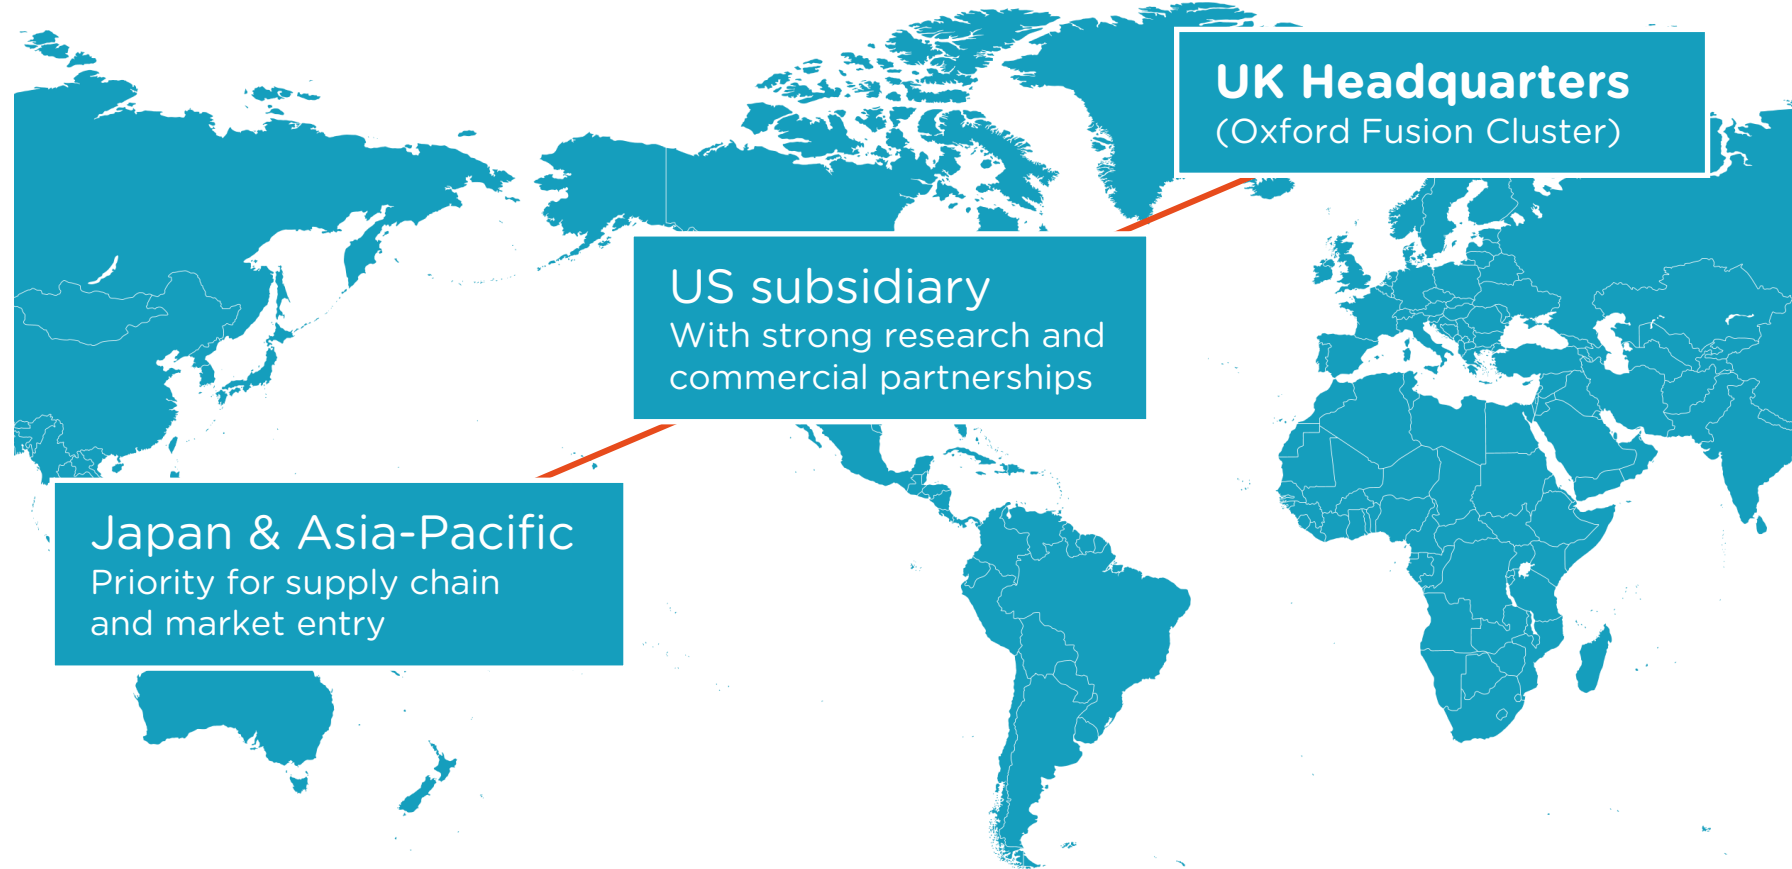 UK Headquarters
(Oxford Fusion Cluster)
US subsidiary
With strong research and
commercial partnerships
Japan & Asia-Pacific
Priority for supply chain
and market entry